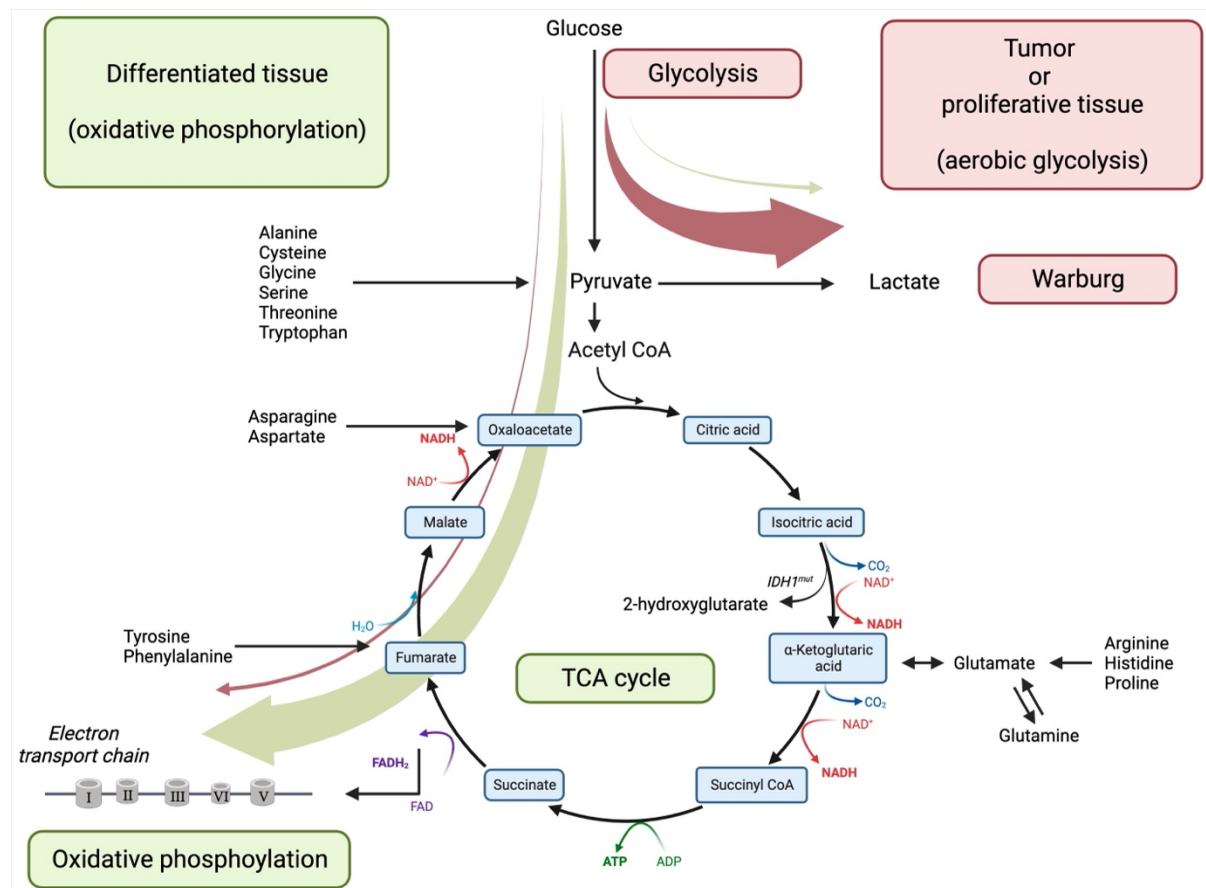 Differentiated tissue
(oxidative phosphorylation)
Glucose
Glycolysis
Tumor
or
proliferative tissue
(aerobic glycolysis)
Alanine
Cysteine
Glycine
Serine
Threonine
Tryptophan
Pyruvate
Lactate
Warburg
Acetyl CoA
Asparagine
Aspartate
Oxaloacetate
Citric acid
NADH
NAD⁺
Malate
Isocitric acid
CO₂
IDH1ᵐᵘᵗ
NAD⁺
2-hydroxyglutarate
NADH
H₂O
Tyrosine
Phenylalanine
Fumarate
TCA cycle
α-Ketoglutaric
acid
Glutamate
Arginine
Histidine
Proline
CO₂
NAD⁺
NADH
Glutamine
Electron
transport chain
FADH₂
FAD
Succinate
Succinyl CoA
I II III VI V
ATP
ADP
Oxidative phosphoylation